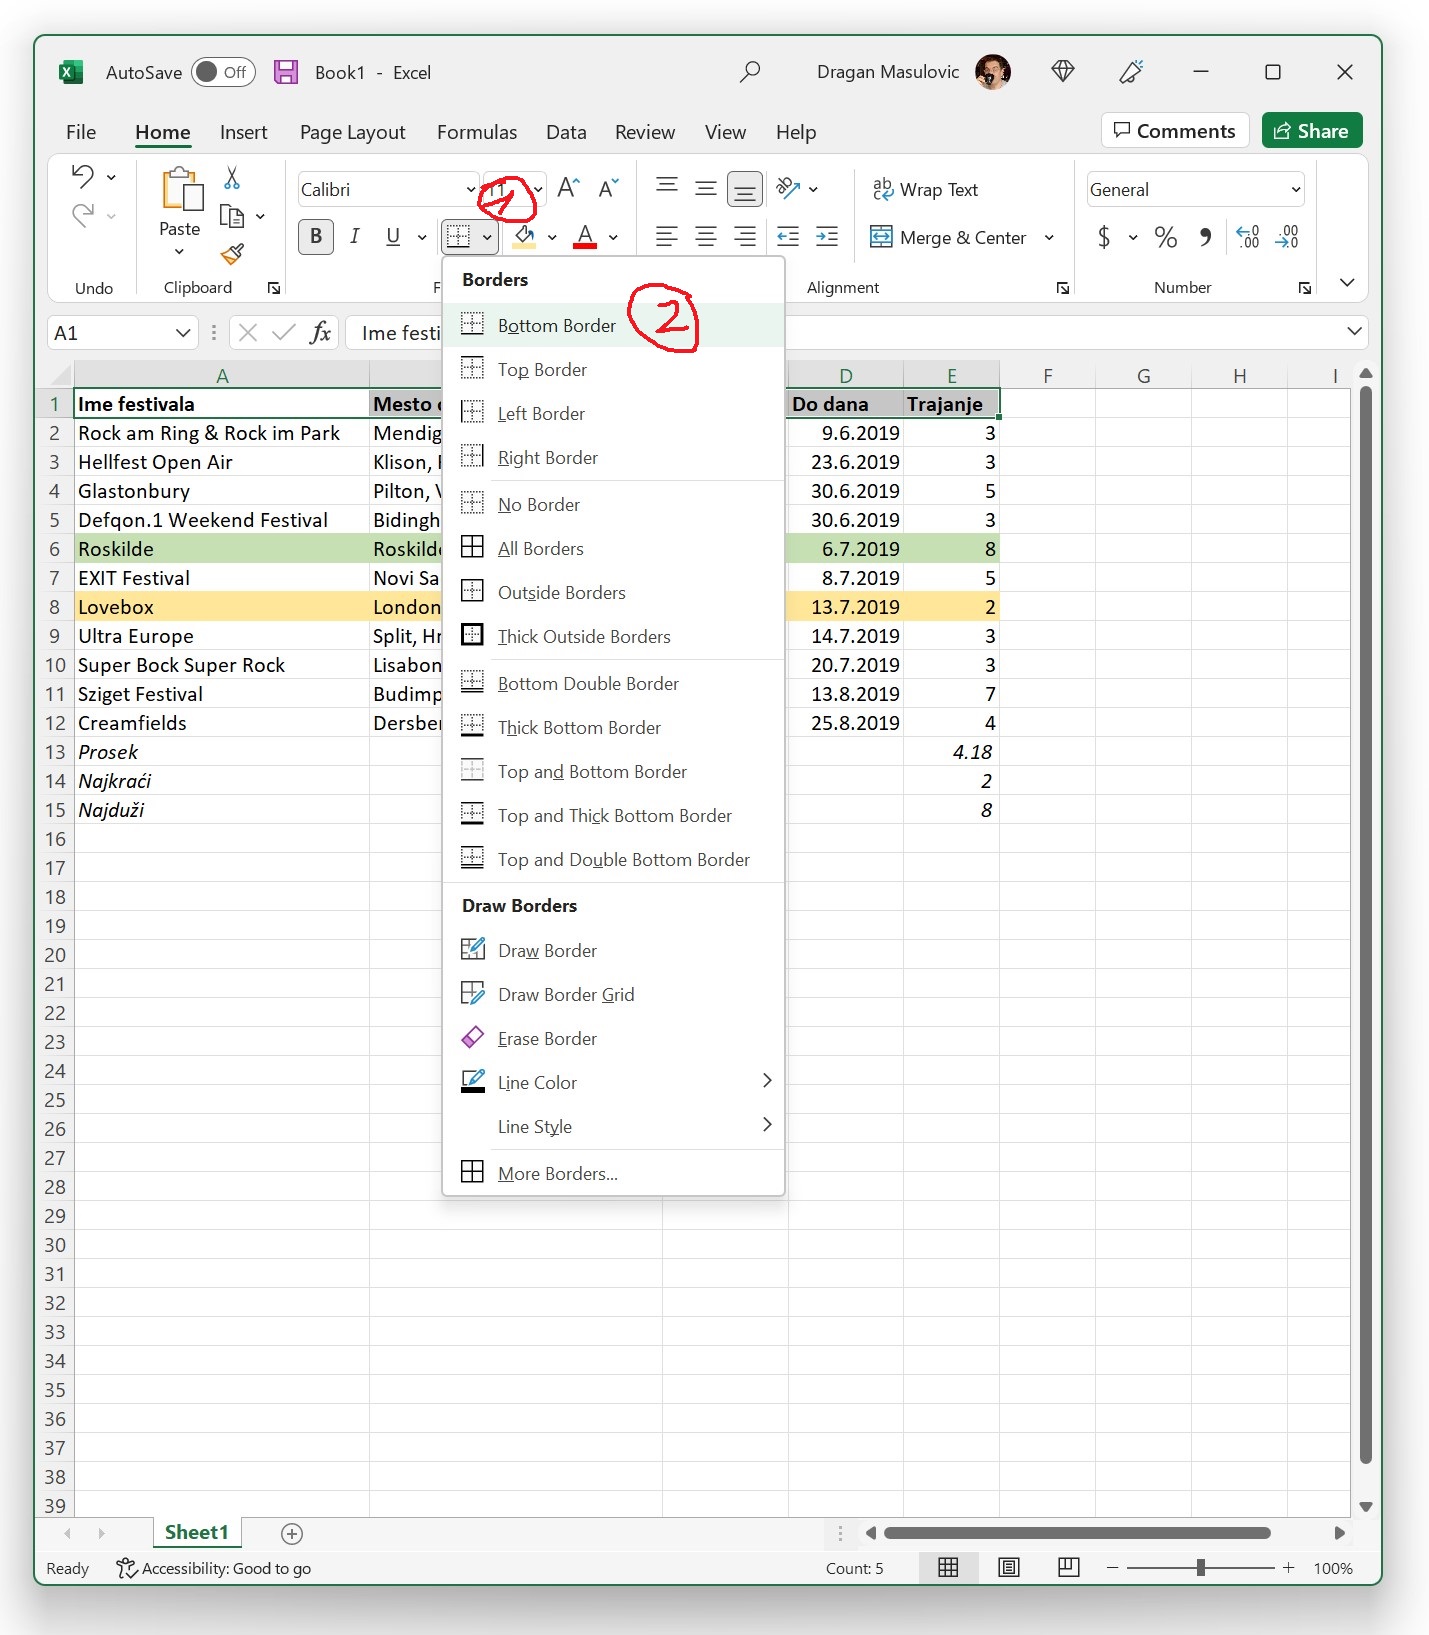 AutoSave Off Book1 - Excel Dragan Masulovic
File Home Insert Page Layout Formulas Data Review View Help Comments Share
Calibri 11 Wrap Text General
Paste B I U A Merge & Center $ % 9
Undo Clipboard Alignment Number
1
A1 fx Ime festi
Borders
Bottom Border 2
Top Border
Left Border
Right Border
No Border
All Borders
Outside Borders
Thick Outside Borders
Bottom Double Border
Thick Bottom Border
Top and Bottom Border
Top and Thick Bottom Border
Top and Double Bottom Border
Draw Borders
Draw Border
Draw Border Grid
Erase Border
Line Color
Line Style
More Borders...
A D E F G H I
1 Ime festivala Mesto Do dana Trajanje
2 Rock am Ring & Rock im Park Mendig 9.6.2019 3
3 Hellfest Open Air Klison, 23.6.2019 3
4 Glastonbury Pilton, 30.6.2019 5
5 Defqon.1 Weekend Festival Bidingh 30.6.2019 3
6 Roskilde Roskild 6.7.2019 8
7 EXIT Festival Novi Sa 8.7.2019 5
8 Lovebox London 13.7.2019 2
9 Ultra Europe Split, Hr 14.7.2019 3
10 Super Bock Super Rock Lisabon 20.7.2019 3
11 Sziget Festival Budimp 13.8.2019 7
12 Creamfields Dersber 25.8.2019 4
13 Prosek 4.18
14 Najkraći 2
15 Najduži 8
16
17
18
19
20
21
22
23
24
25
26
27
28
29
30
31
32
33
34
35
36
37
38
39
Sheet1
Ready Accessibility: Good to go Count: 5 100%